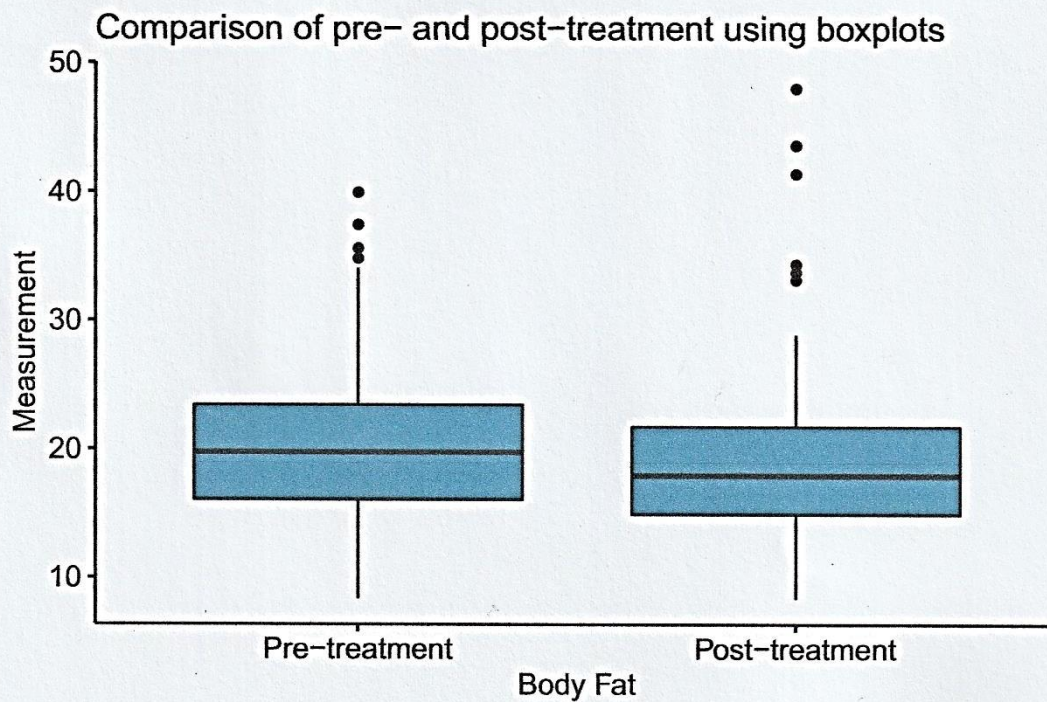 Comparison of pre− and post−treatment using boxplots
50
40
30
20
10
Measurement
Pre−treatment
Post−treatment
Body Fat